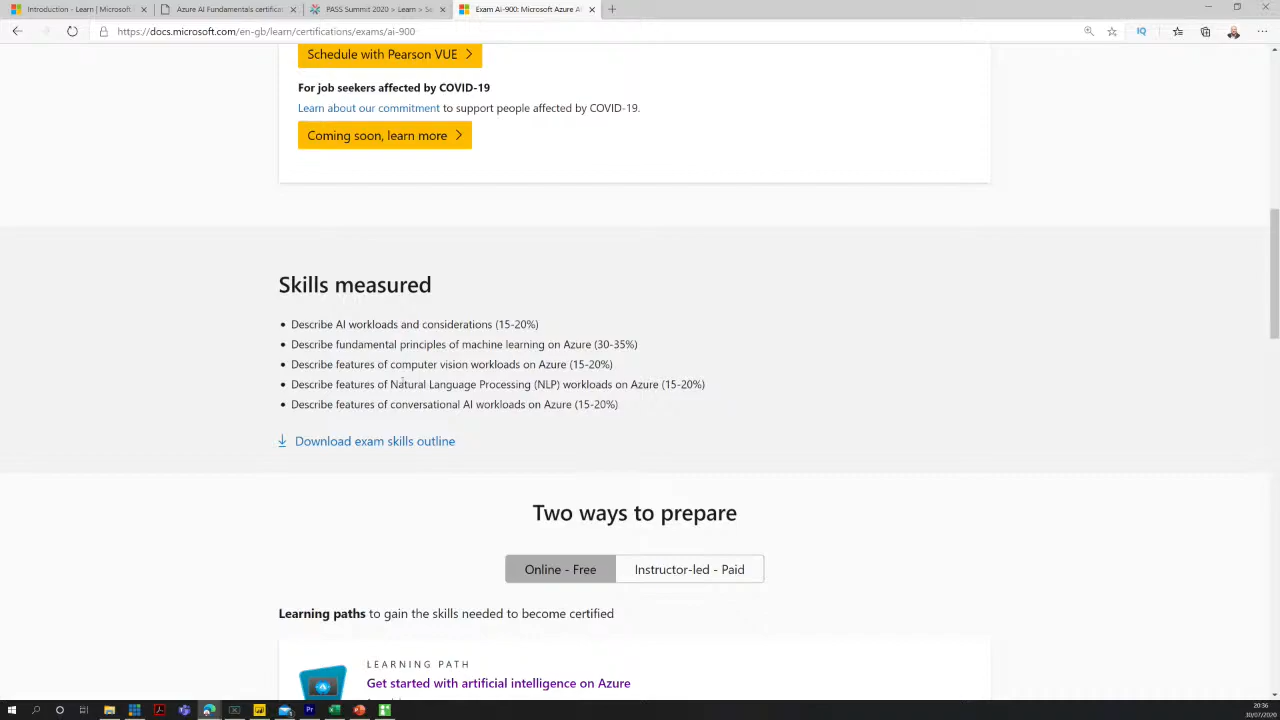 Introduction - Learn | Microsoft
Azure AI Fundamentals certificat
PASS Summit 2020 > Learn > Se
Exam AI-900: Microsoft Azure AI
https://docs.microsoft.com/en-gb/learn/certifications/exams/ai-900
IQ
Schedule with Pearson VUE
For job seekers affected by COVID-19
Learn about our commitment to support people affected by COVID-19.
Coming soon, learn more
Skills measured
• Describe AI workloads and considerations (15-20%)
• Describe fundamental principles of machine learning on Azure (30-35%)
• Describe features of computer vision workloads on Azure (15-20%)
• Describe features of Natural Language Processing (NLP) workloads on Azure (15-20%)
• Describe features of conversational AI workloads on Azure (15-20%)
Download exam skills outline
Two ways to prepare
Online - Free
Instructor-led - Paid
Learning paths to gain the skills needed to become certified
LEARNING PATH
Get started with artificial intelligence on Azure
Pr
20:36
30/07/2020